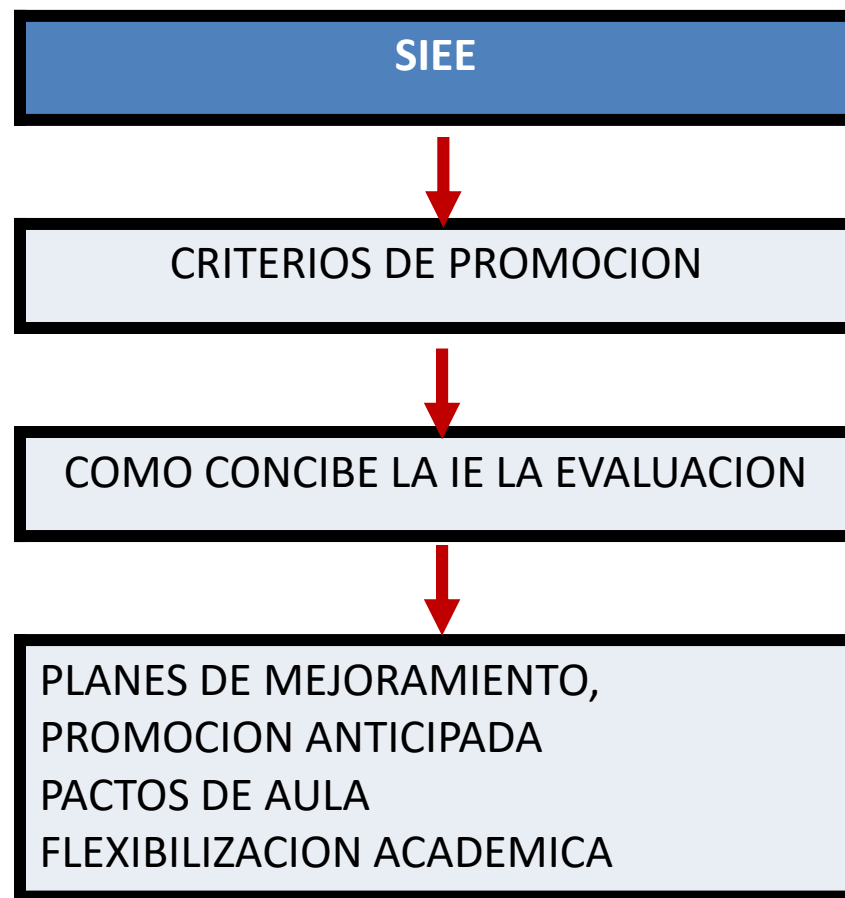 SIEE
CRITERIOS DE PROMOCION
COMO CONCIBE LA IE LA EVALUACION
PLANES DE MEJORAMIENTO,
PROMOCION ANTICIPADA
PACTOS DE AULA
FLEXIBILIZACION ACADEMICA